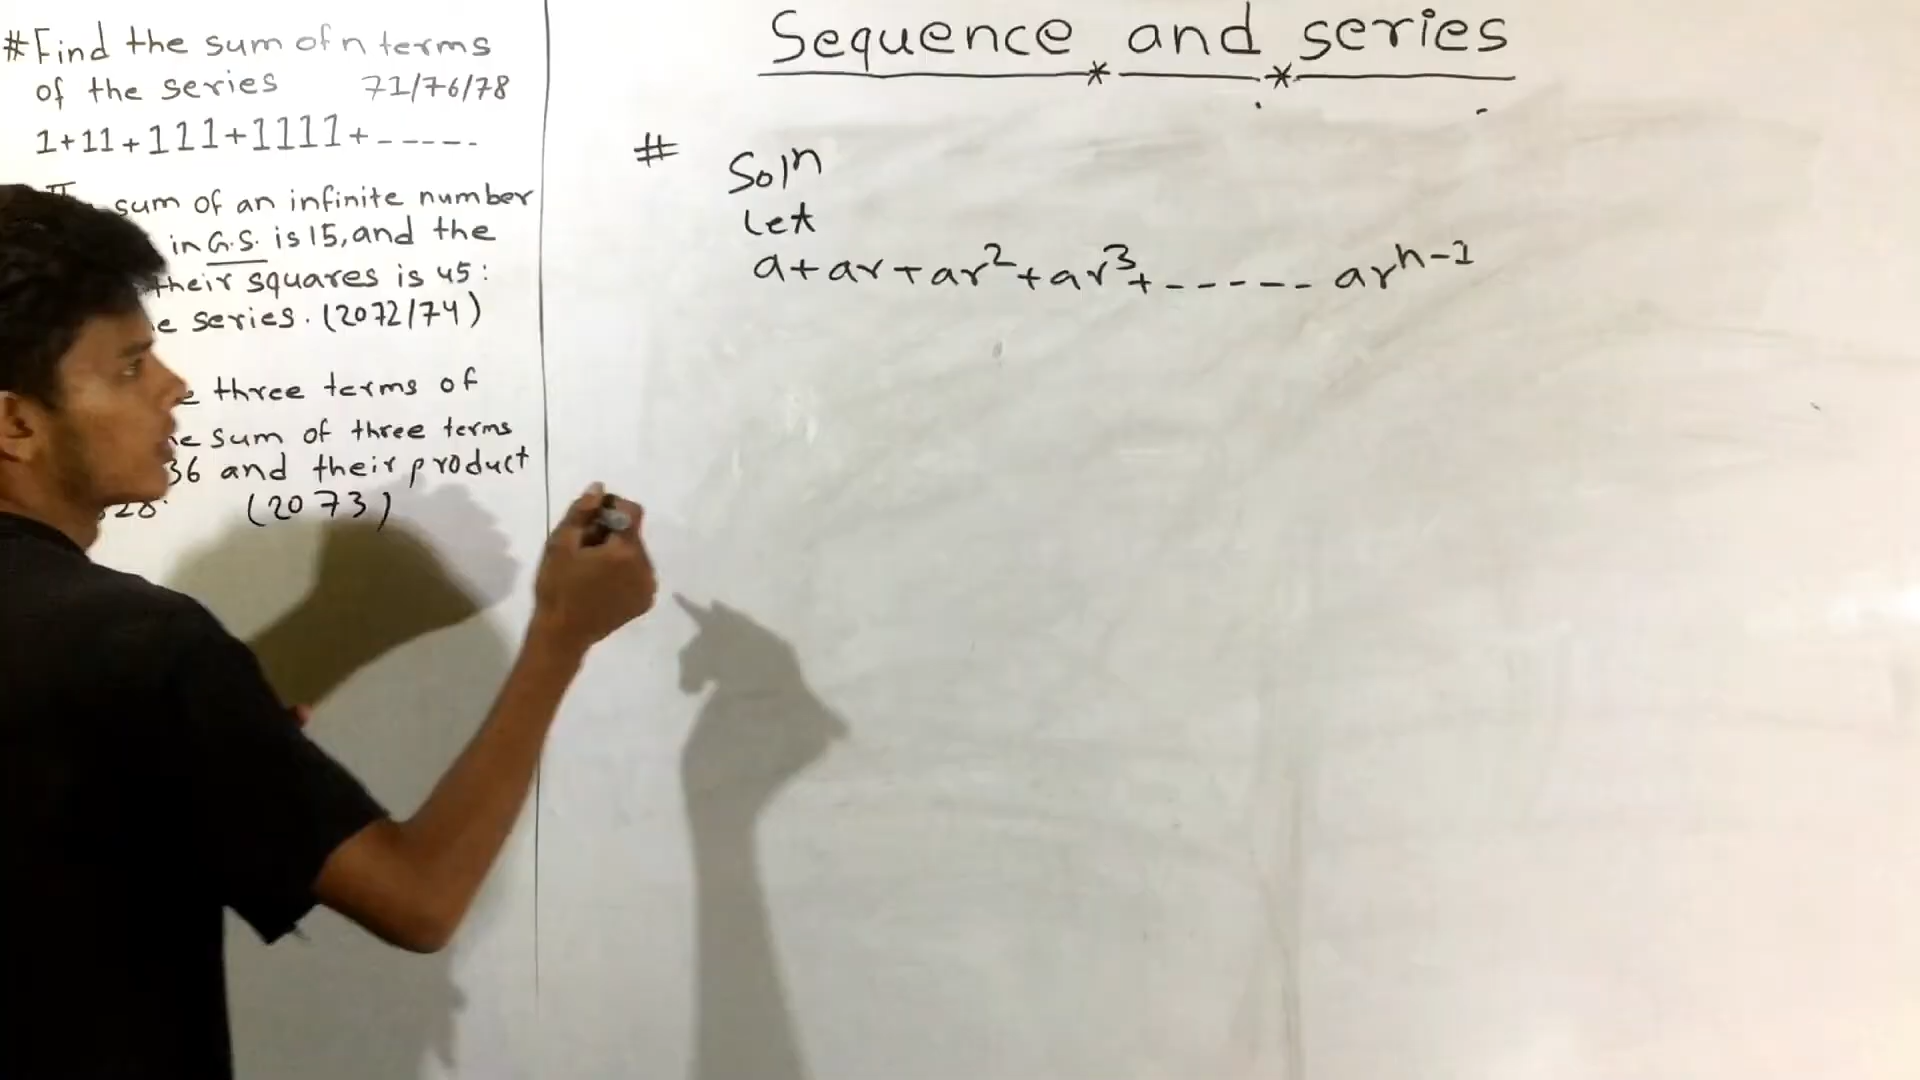 #Find the sum of n terms
of the series 71/76/78
1+11+111+1111+-----
sum of an infinite number
in G.S. is 15, and the
their squares is 45:
e series. (2072/74)
three terms of
sum of three terms
36 and their product
(2073)
Sequence and series
# Solⁿ
Let
a+ar+ar²+ar³+----- arⁿ⁻¹